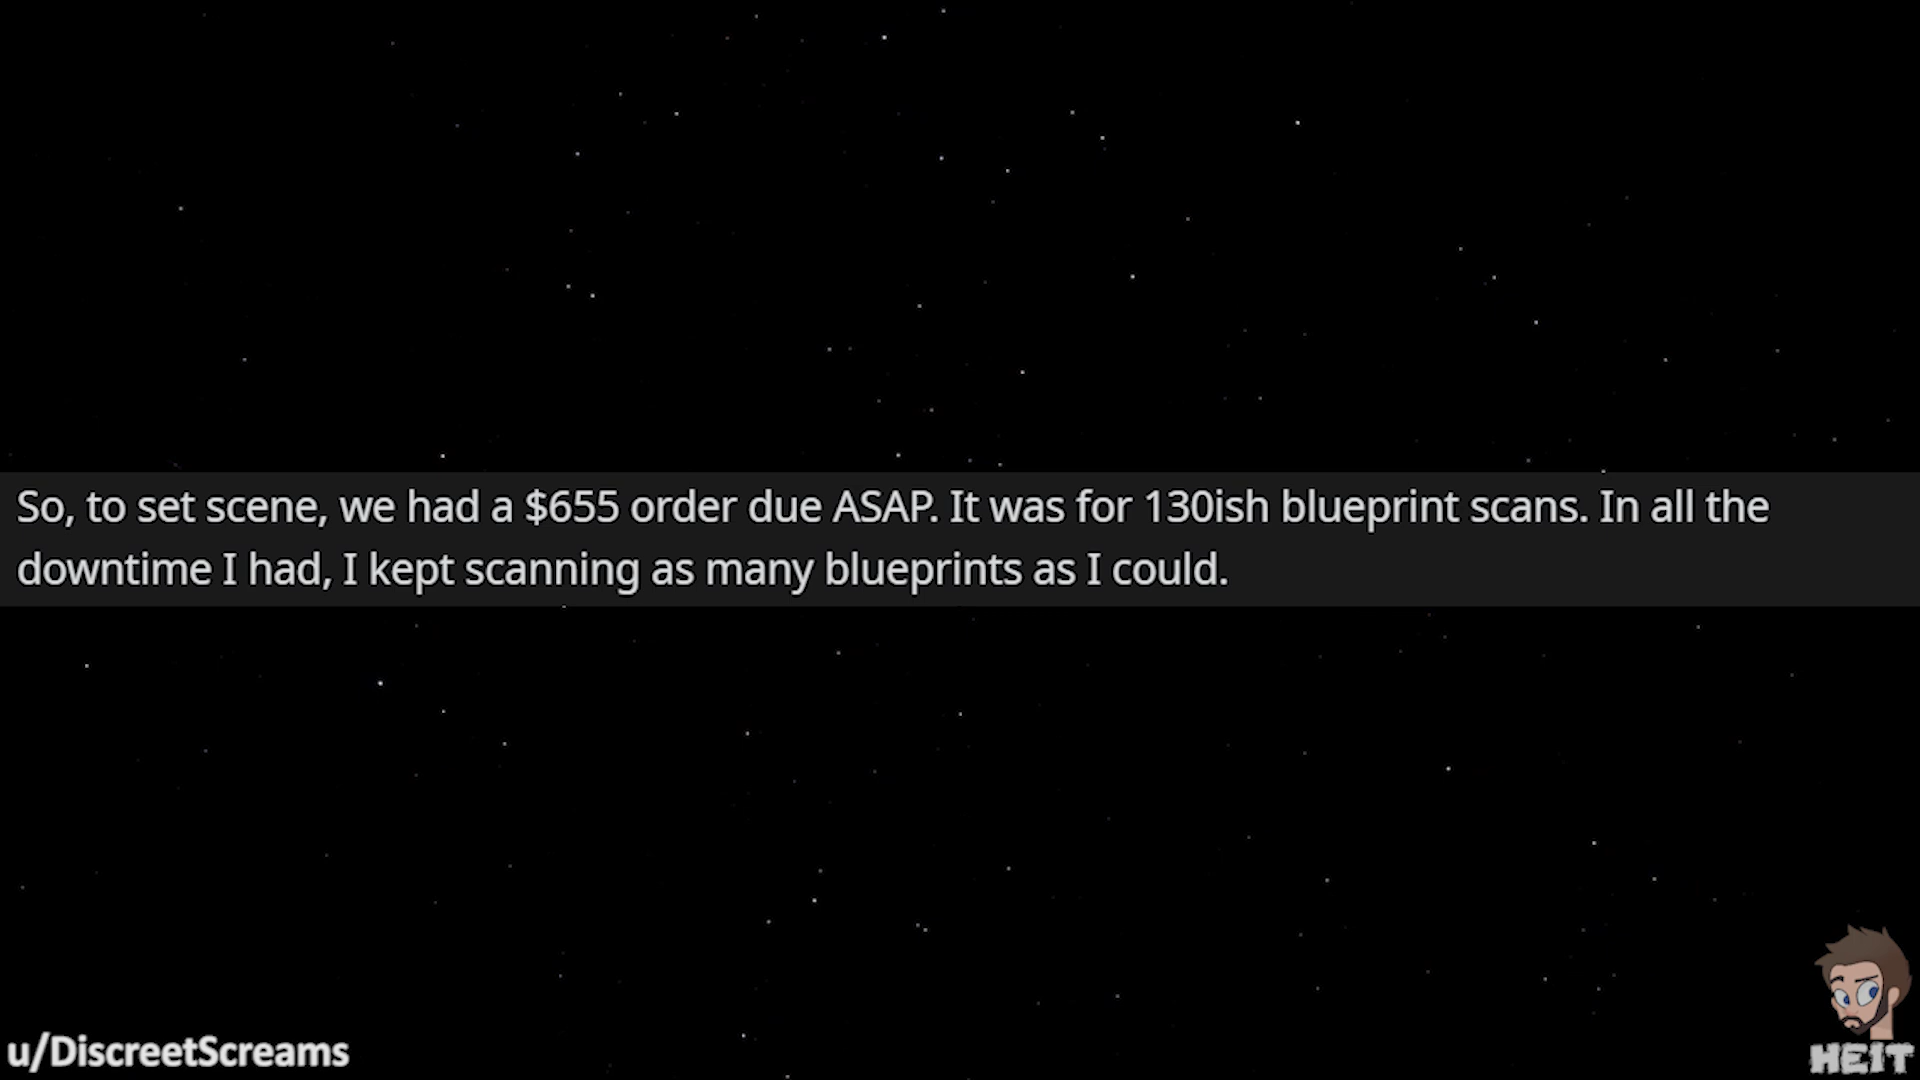 So, to set scene, we had a $655 order due ASAP. It was for 130ish blueprint scans. In all the
downtime I had, I kept scanning as many blueprints as I could.
u/DiscreetScreams
HEIT